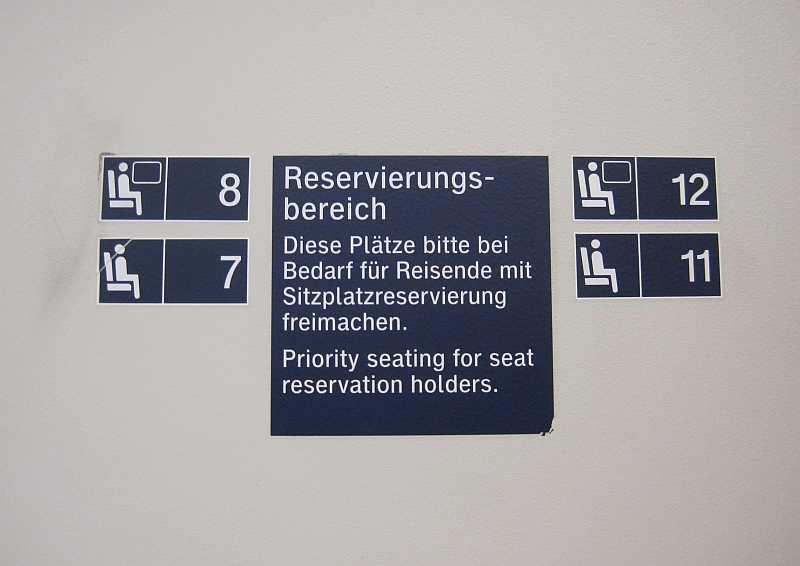 8
7
Reservierungs-
bereich
Diese Plätze bitte bei
Bedarf für Reisende mit
Sitzplatzreservierung
freimachen.
Priority seating for seat
reservation holders.
12
11